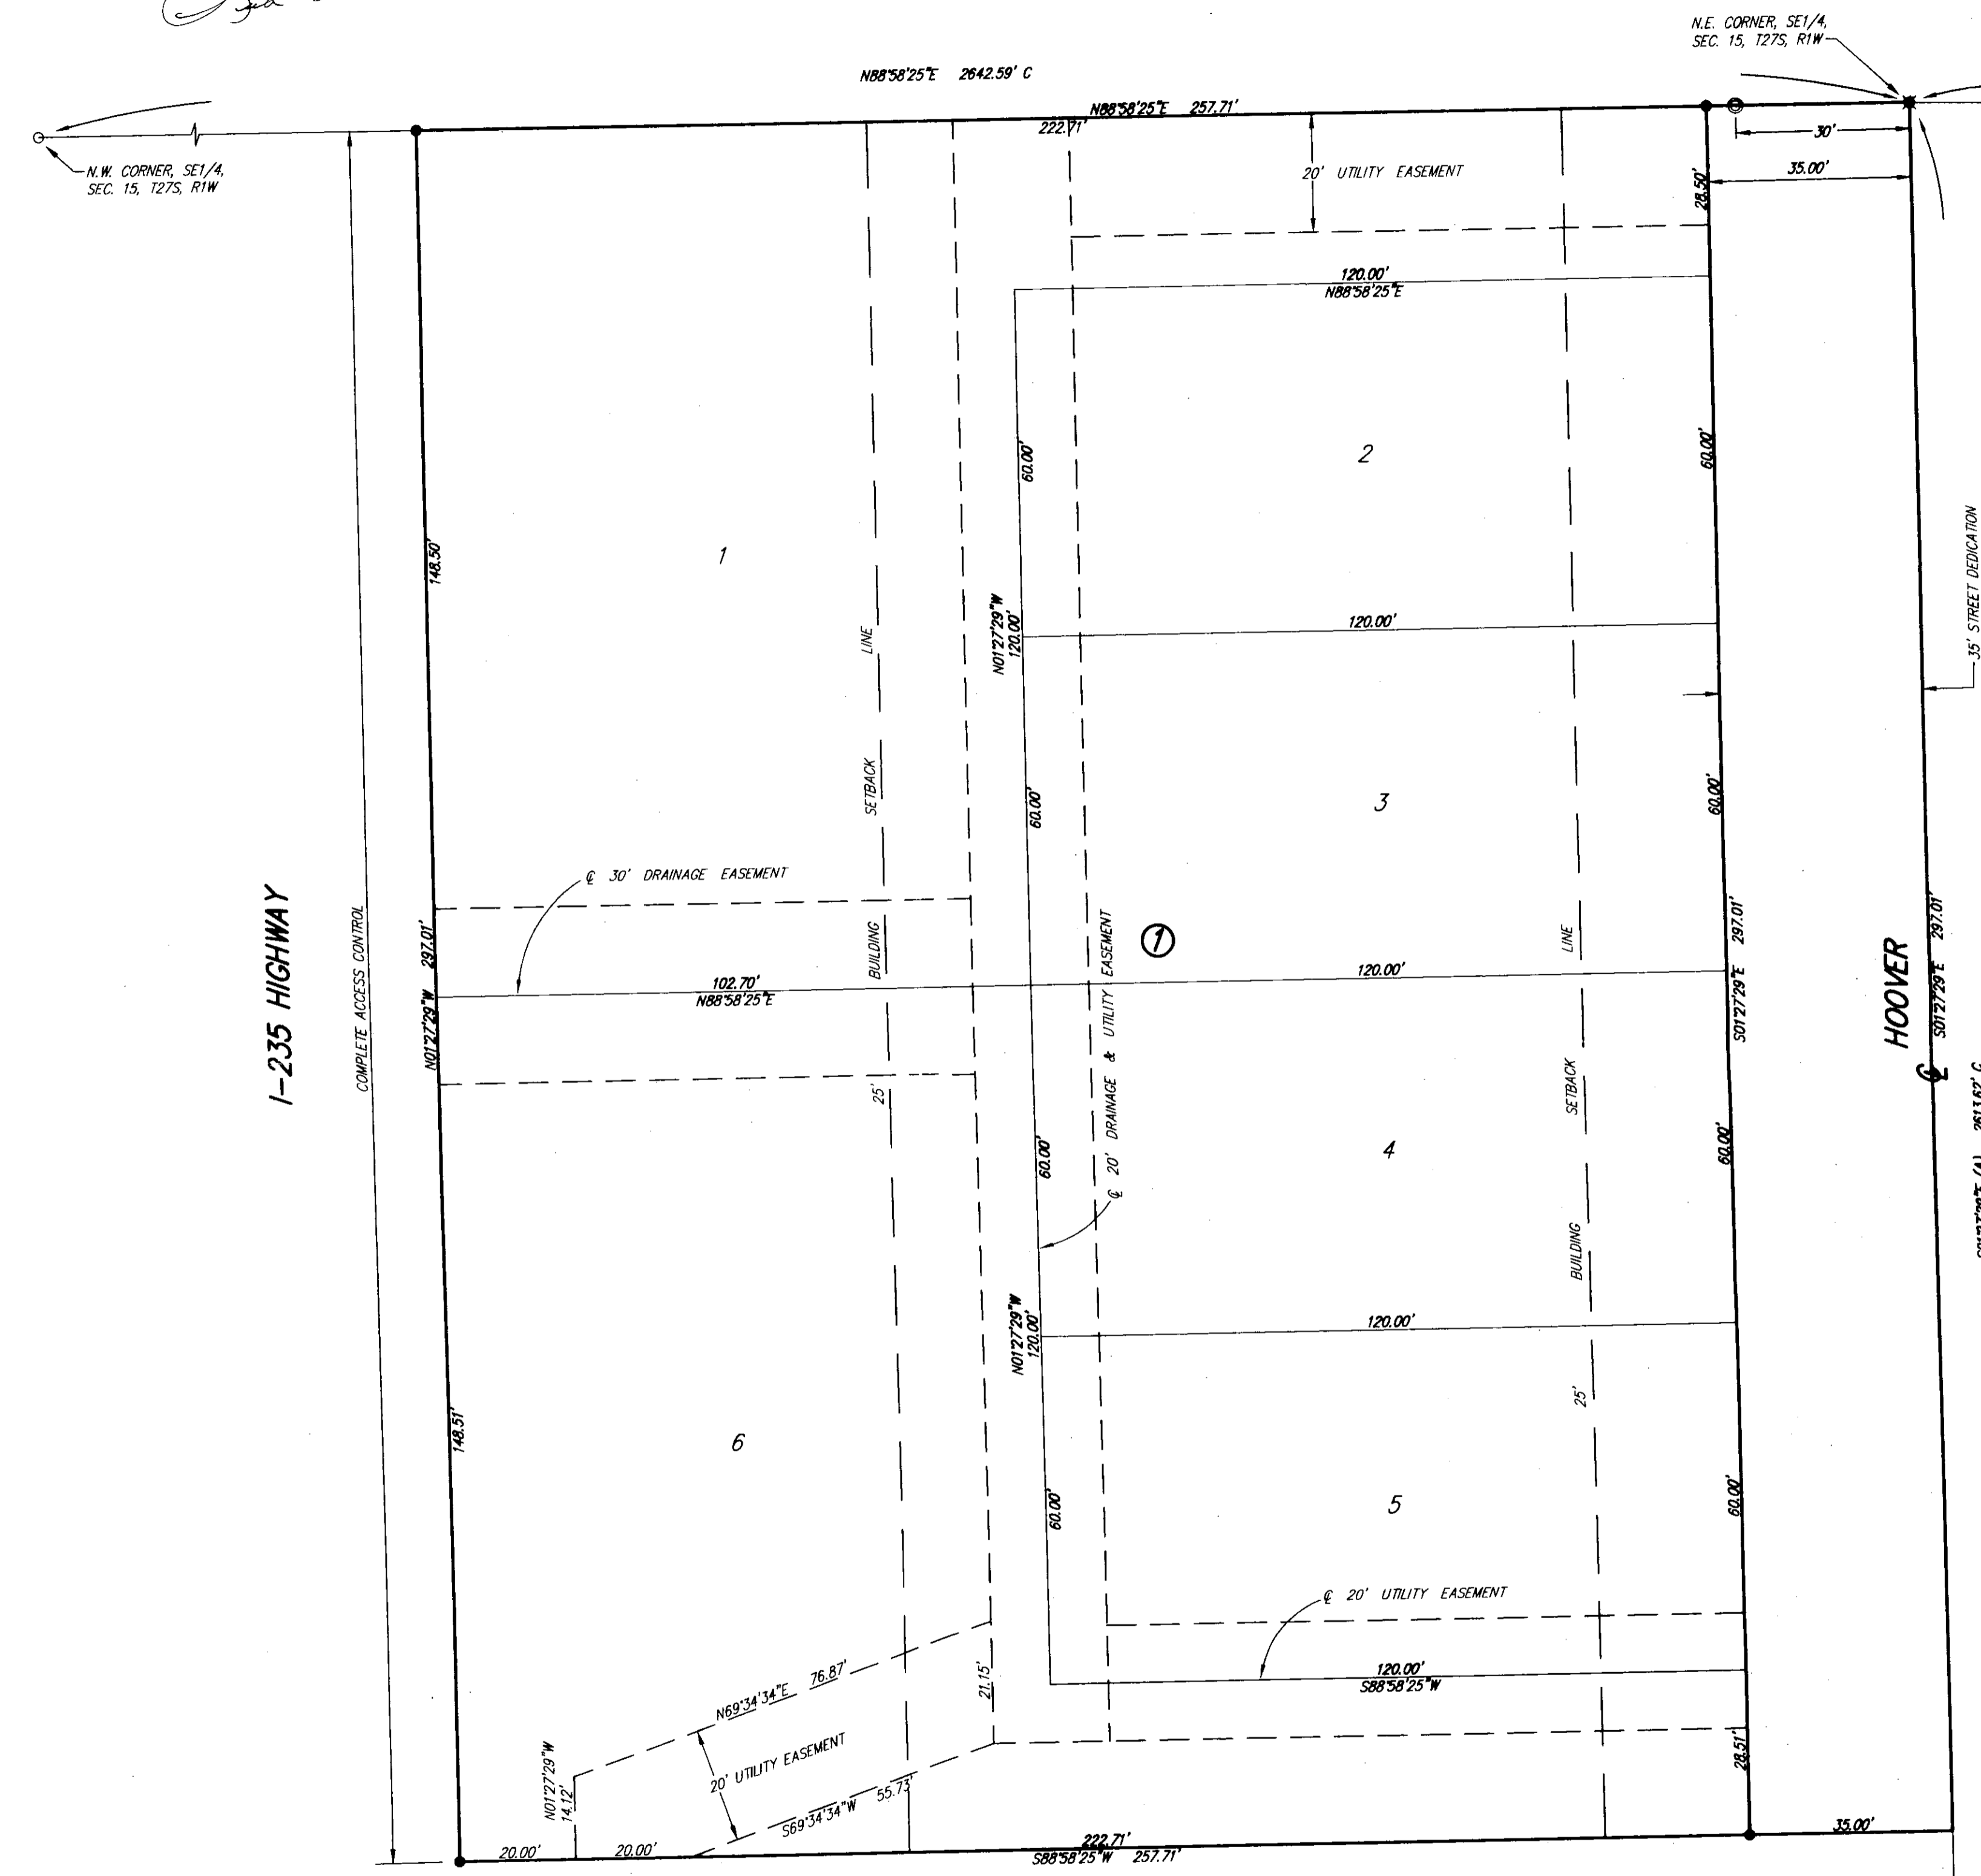 N.E. CORNER, SE1/4,
SEC. 15, T27S, R1W
N88°58'25"E 2642.59' C
N88°58'25"E 257.71'
222.71'
30'
N.W. CORNER, SE1/4,
SEC. 15, T27S, R1W
20' UTILITY EASEMENT
28.50'
35.00'
120.00'
N88°58'25"E
60.00'
2
60.00'
148.50'
1
35' STREET DEDICATION
LINE
N01°27'29"W
120.00'
120.00'
SETBACK
60.00'
3
60.00'
℄ 30' DRAINAGE EASEMENT
I-235 HIGHWAY
COMPLETE ACCESS CONTROL
N01°27'29"W 297.01'
BUILDING
102.70'
N88°58'25"E
1
120.00'
LINE
S01°27'29"E 297.01'
HOOVER
S01°27'29"E 297.01'
℄
25'
℄ 20' DRAINAGE & UTILITY EASEMENT
SETBACK
60.00'
4
60.00'
2613.62' C
BUILDING
N01°27'29"W
120.00'
120.00'
148.51'
6
25'
60.00'
5
60.00'
℄ 20' UTILITY EASEMENT
N69°34'34"E 76.87'
21.15'
120.00'
S88°58'25"W
N01°27'29"W
14.12'
20' UTILITY EASEMENT
S69°34'34"W 55.73'
28.51'
20.00'
20.00'
222.71'
S88°58'25"W 257.71'
35.00'